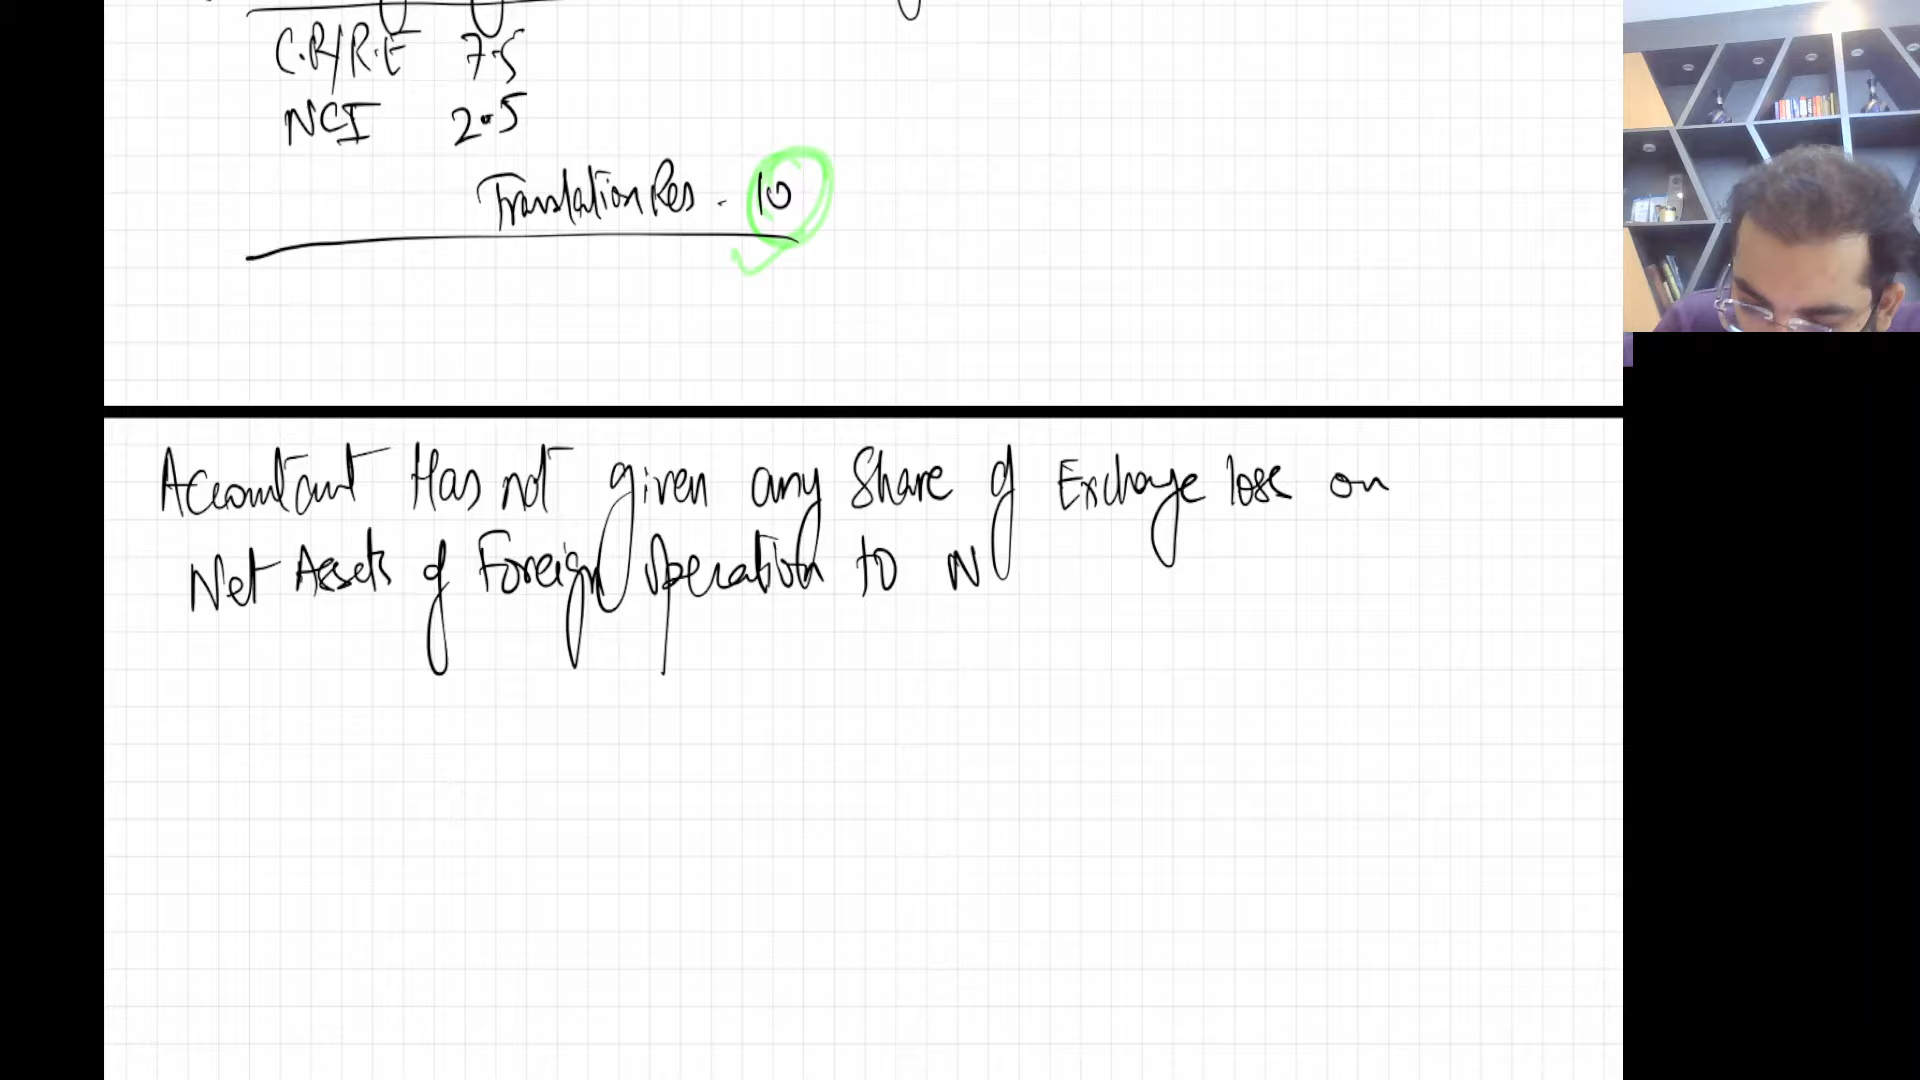 C.R/R.E 7.5
NCI 2.5
Translation Res. 10
Accountant Has not given any Share of Exchange loss on
Net Assets of Foreign Operation to N